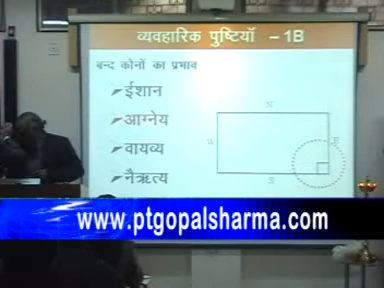 व्यवहारिक पुष्टियॉ - 1B
बन्द कोनों का प्रभाव
ईशान
आग्नेय
वायव्य
नैऋत्य
S
S
www.ptgopalsharma.com